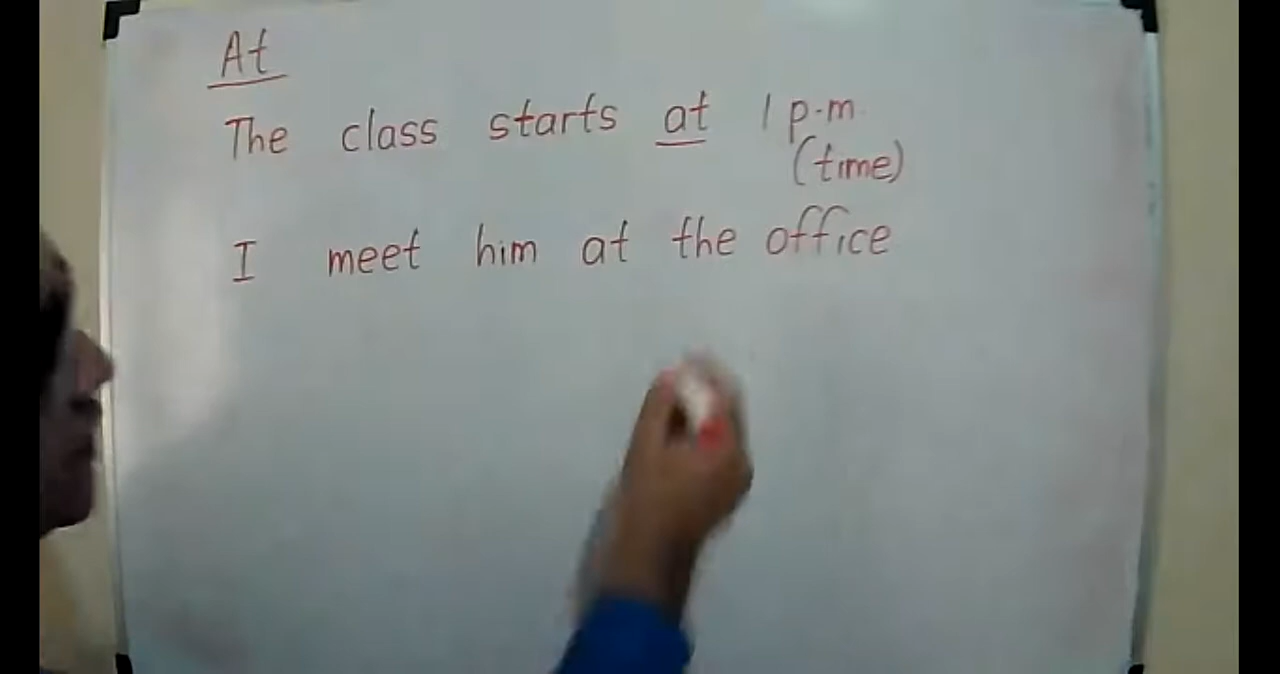 At
The class starts at 1 p.m.
(time)
I meet him at the office